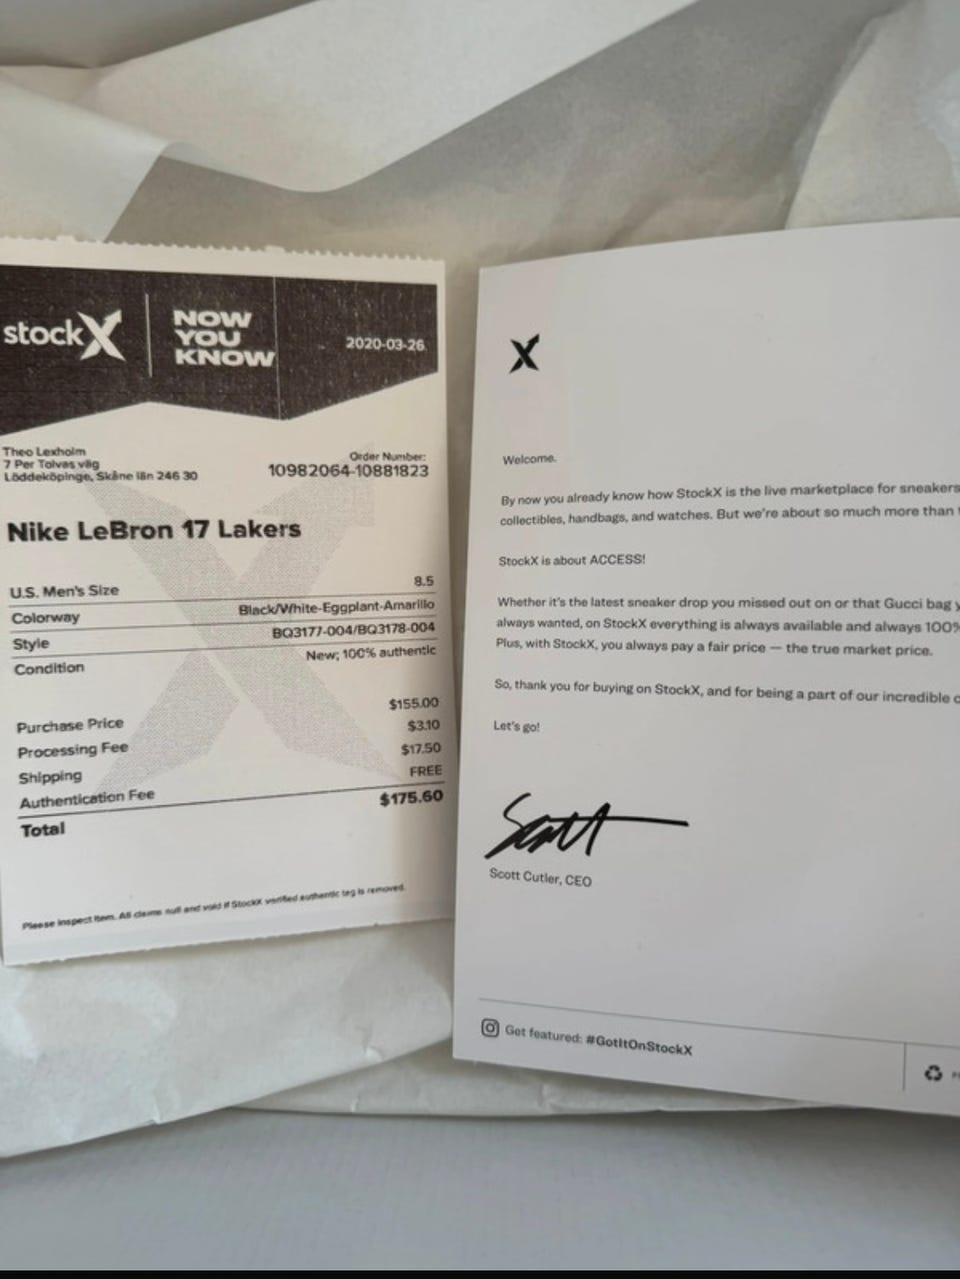 stockX
NOW
YOU
KNOW
2020-03-26
Theo Lexholm
7 Per Tolvas väg
Löddeköpinge, Skåne län 246 30
Order Number:
10982064-10881823
Nike LeBron 17 Lakers
U.S. Men's Size 8.5
Colorway Black/White-Eggplant-Amarillo
Style BQ3177-004/BQ3178-004
Condition New; 100% authentic
Purchase Price $155.00
Processing Fee $3.10
Shipping $17.50
Authentication Fee FREE
Total $175.60
Please inspect item. All claims null and void if StockX verified authentic tag is removed.
X
Welcome.
By now you already know how StockX is the live marketplace for sneakers
collectibles, handbags, and watches. But we're about so much more than
StockX is about ACCESS!
Whether it's the latest sneaker drop you missed out on or that Gucci bag
always wanted, on StockX everything is always available and always 100%
Plus, with StockX, you always pay a fair price — the true market price.
So, thank you for buying on StockX, and for being a part of our incredible
Let's go!
Scott
Scott Cutler, CEO
Get featured: #GotItOnStockX